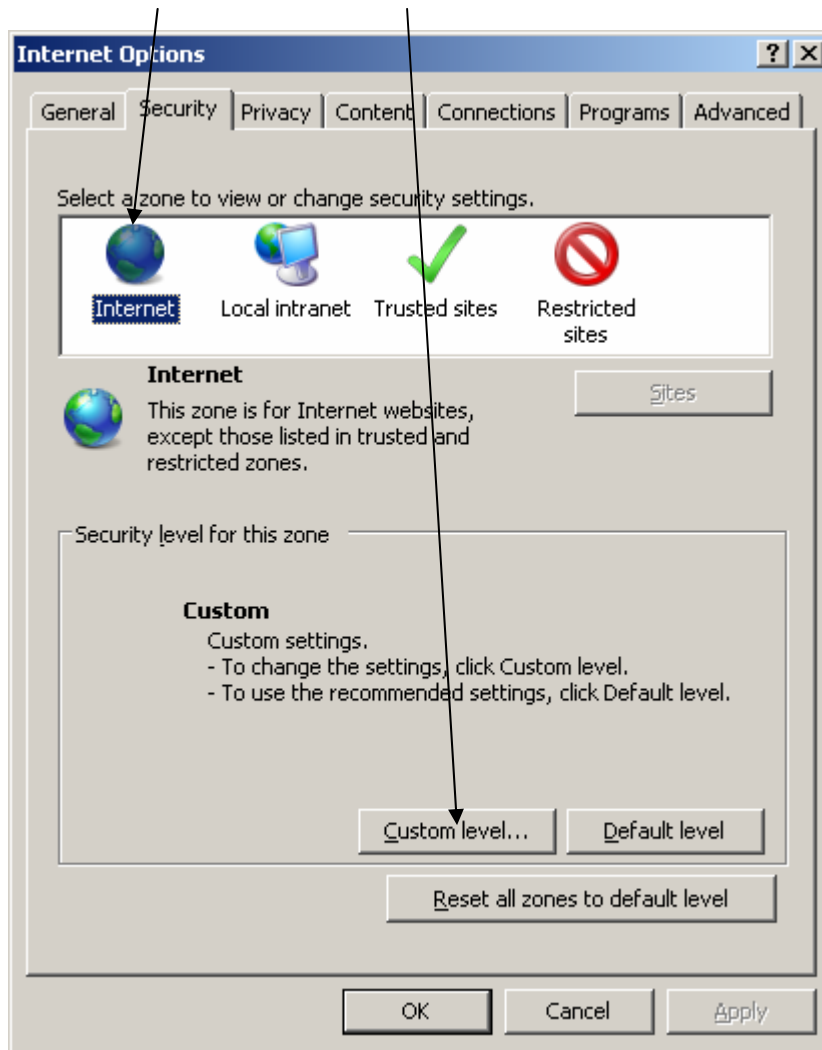 Internet Options
General Security Privacy Content Connections Programs Advanced
Select a zone to view or change security settings.
Internet Local intranet Trusted sites Restricted
sites
Internet
Sites
This zone is for Internet websites,
except those listed in trusted and
restricted zones.
Security level for this zone
Custom
Custom settings.
- To change the settings, click Custom level.
- To use the recommended settings, click Default level.
Custom level... Default level
Reset all zones to default level
OK Cancel Apply